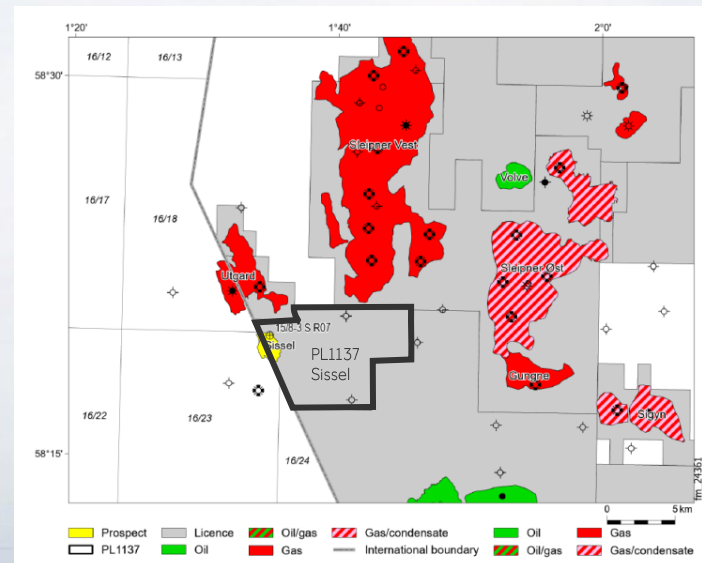 1°20'
1°40'
2°0'
58°30'
16/12
16/13
Sleipner Vest
Volve
16/17
16/18
Utgard
Sleipner Øst
15/8-3 S R07
Sissel
PL1137
Sissel
Gungne
Sigyn
16/22
16/23
58°15'
16/24
fm_24361
0
5 km
Prospect
Licence
Oil/gas
Gas/condensate
Oil
Gas
PL1137
Oil
Gas
International boundary
Oil/gas
Gas/condensate